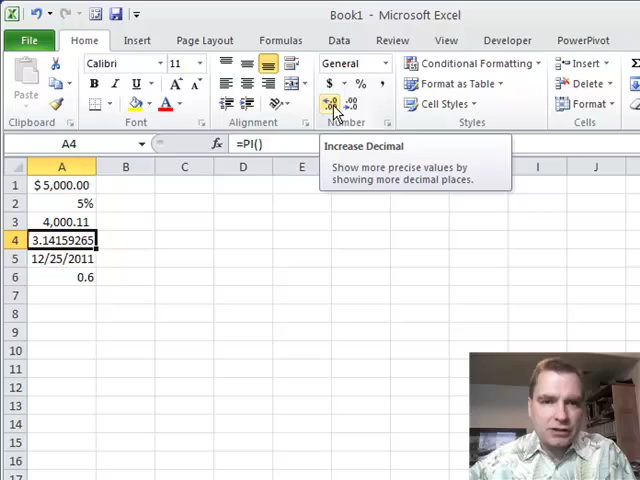 Book1 - Microsoft Excel
File Home Insert Page Layout Formulas Data Review View Developer PowerPivot
Calibri 11 General Conditional Formatting Insert
Paste B I U $ % , Format as Table Delete
A Cell Styles Format
Clipboard Font Alignment Number Styles Cells
A4 fx =PI()
Increase Decimal
Show more precise values by
showing more decimal places.
A B C D E I J
1 $ 5,000.00
2 5%
3 4,000.11
4 3.14159265
5 12/25/2011
6 0.6
7
8
9
10
11
12
13
14
15
16
17